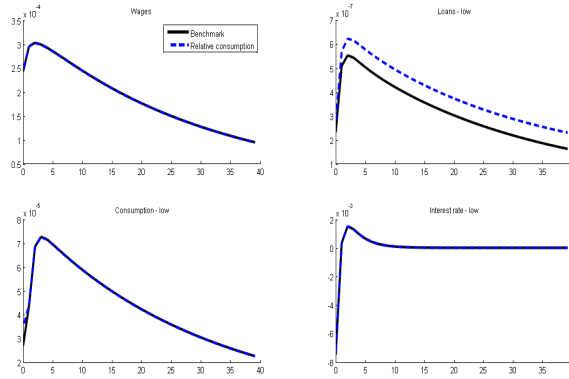 Wages
x 10⁻⁴
3.5
3
2.5
2
1.5
1
0.5
0 5 10 15 20 25 30 35 40
Benchmark
Relative consumption
Loans - low
x 10⁻⁷
7
6
5
4
3
2
1
0 5 10 15 20 25 30 35
Consumption - low
x 10⁻⁵
8
7
6
5
4
3
2
0 5 10 15 20 25 30 35 40
Interest rate - low
x 10⁻³
2
0
-2
-4
-6
-8
0 5 10 15 20 25 30 35